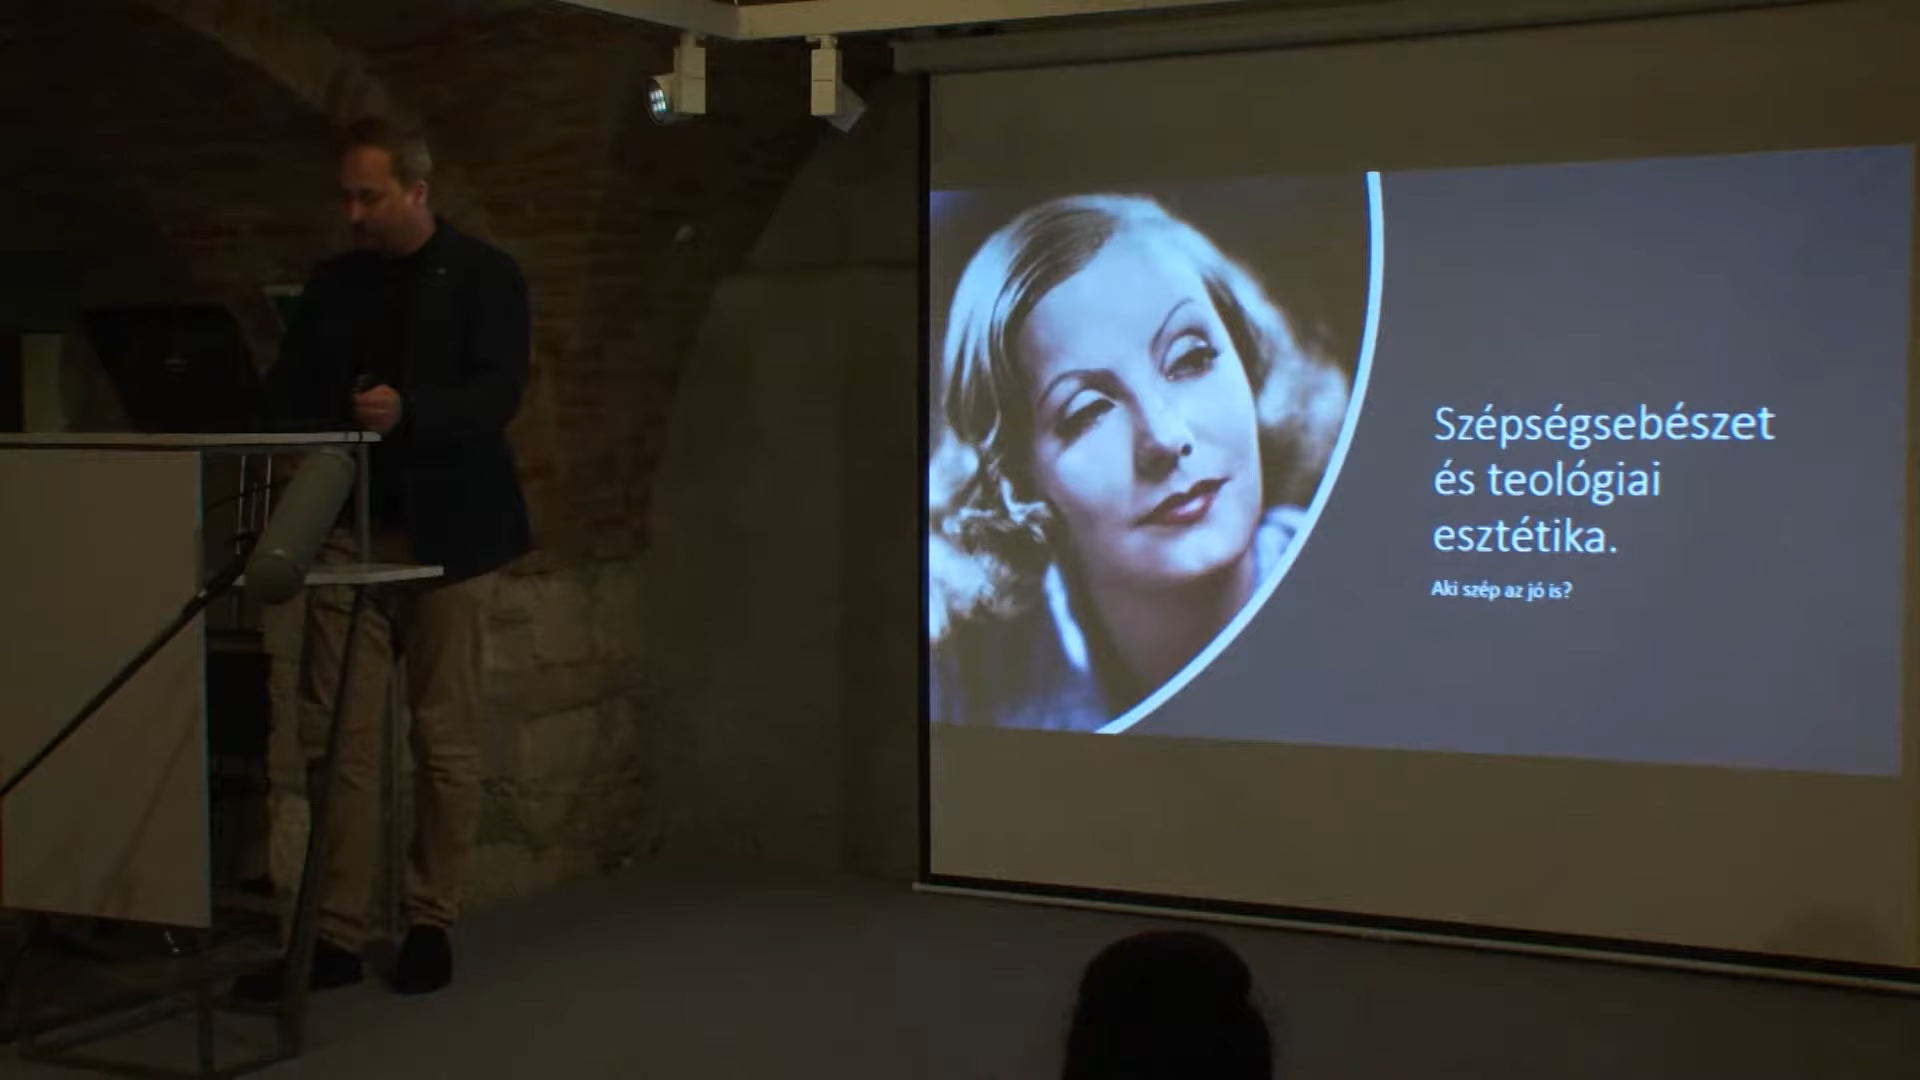 Szépségsebészet
és teológiai
esztétika.
Aki szép az jó is?